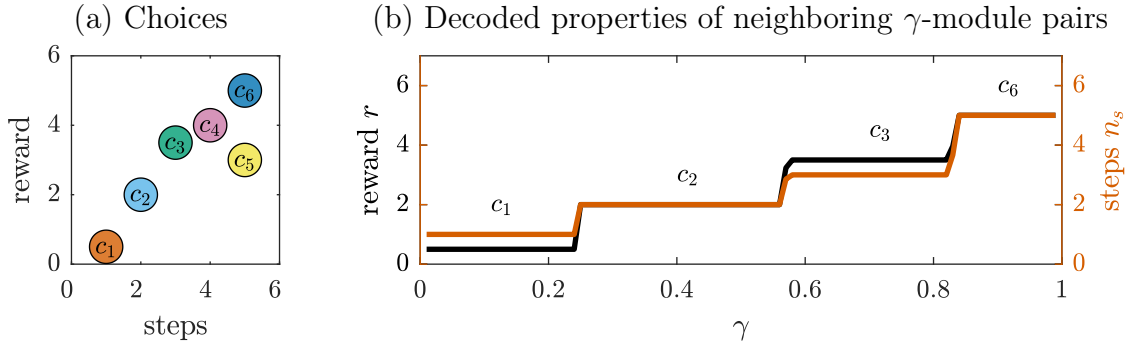 (a) Choices
(b) Decoded properties of neighboring γ-module pairs
6
4
2
0
reward
c₁
c₂
c₃
c₄
c₅
c₆
0
2
4
6
steps
reward r
6
4
2
0
c₁
c₂
c₃
c₆
6
4
2
0
steps nₛ
0
0.2
0.4
0.6
0.8
1
γ